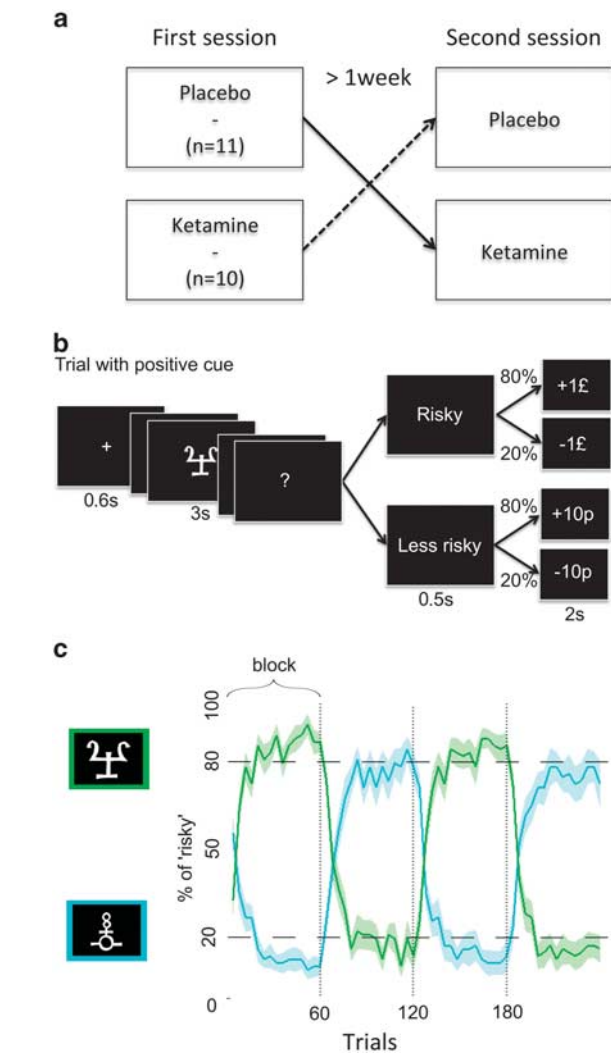 a
First session
Second session
> 1week
Placebo
-
(n=11)
Placebo
Ketamine
-
(n=10)
Ketamine
b
Trial with positive cue
+
0.6s
3s
?
Risky
80%
+1£
20%
-1£
Less risky
0.5s
80%
+10p
20%
-10p
2s
c
block
% of 'risky'
100
80
50
20
0
60
120
180
Trials